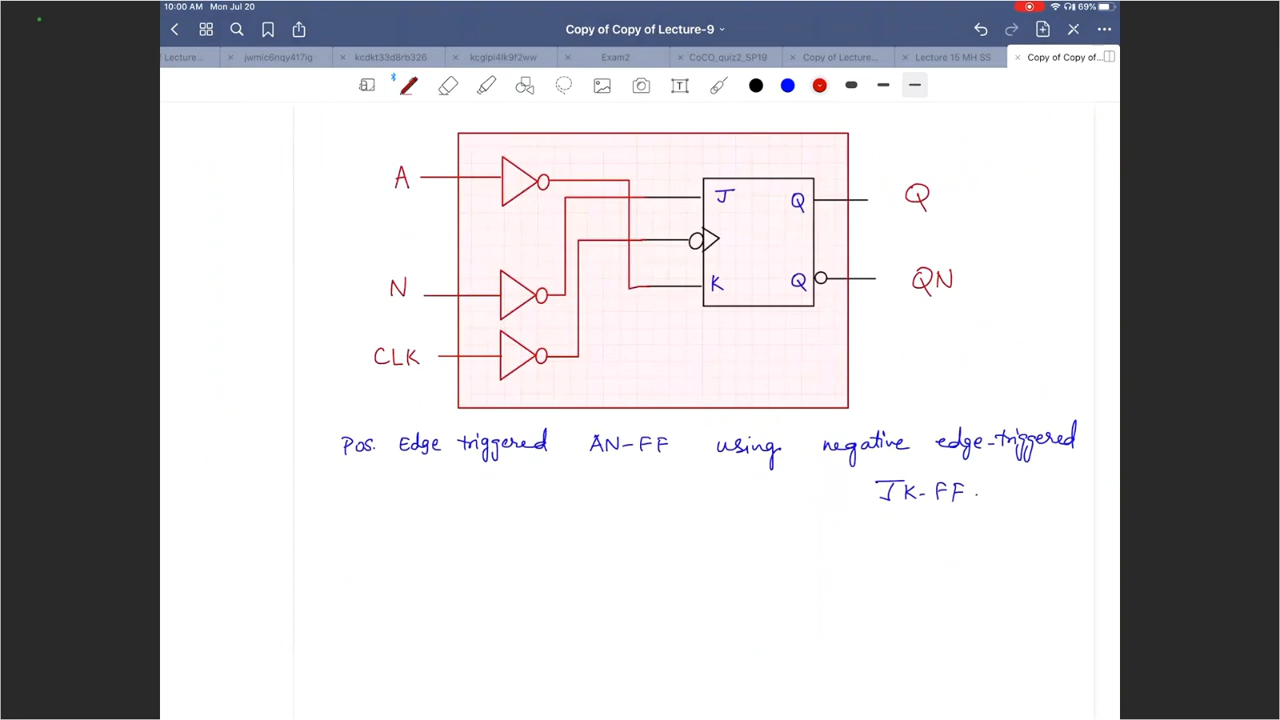 10:00 AM Mon Jul 20
69%
Copy of Copy of Lecture-9
Lecture...
jwmic6nqy417ig
kcdkt33d8rb326
kcglpi4lk9f2ww
Exam2
CoCO_quiz2_SP19
Copy of Lecture...
Lecture 15 MH SS
Copy of Copy of...
T
A
J
Q
Q
N
K
Q
QN
CLK
Pos. Edge triggered AN-FF using negative edge-triggered
JK-FF.